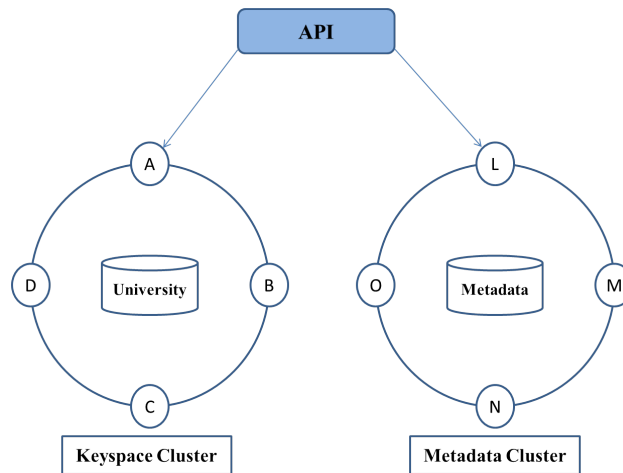 API
A
L
D
University
B
O
Metadata
M
C
N
Keyspace Cluster
Metadata Cluster